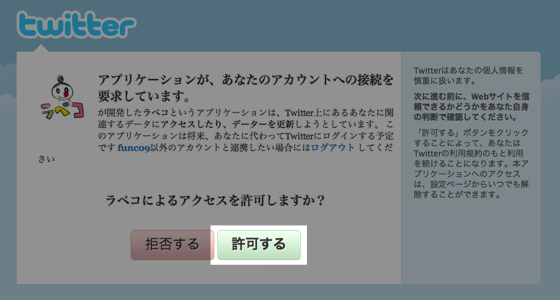 twitter
アプリケーションが、あなたのアカウントへの接続を
要求しています。
が開発したラペコというアプリケーションは、Twitter上にあるあなたに関
連するデータにアクセスしたり、データーを更新しようとしています。 こ
のアプリケーションは将来、あなたに代わってTwitterにログインする予定
です func09以外のアカウントと連携したい場合にはログアウト してくだ
さい
ラペコ
ラペコによるアクセスを許可しますか？
拒否する
許可する
Twitterはあなたの個人情報を
慎重に扱います。
次に進む前に、Webサイトを信
頼できるかどうかをあなた自身
の判断で確認してください。
「許可する」ボタンをクリック
することによって、あなたは
Twitterの利用規約のもと利用
を続けることになります。本ア
プリケーションへのアクセス
は、設定ページからいつでも解
除することができます。